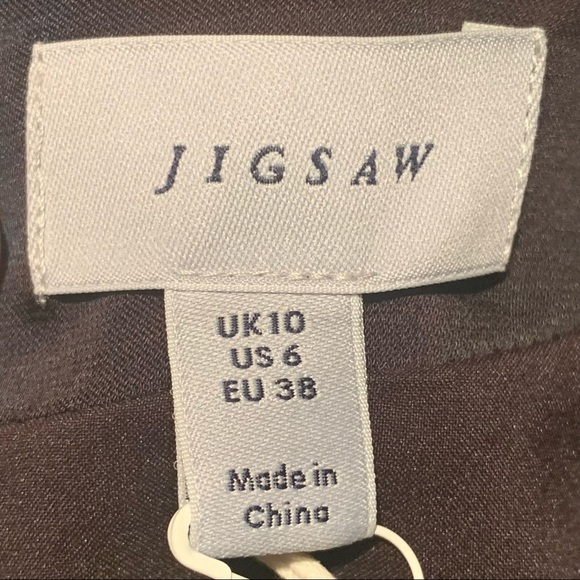 JIGSAW
UK10
US 6
EU 38
Made in
China